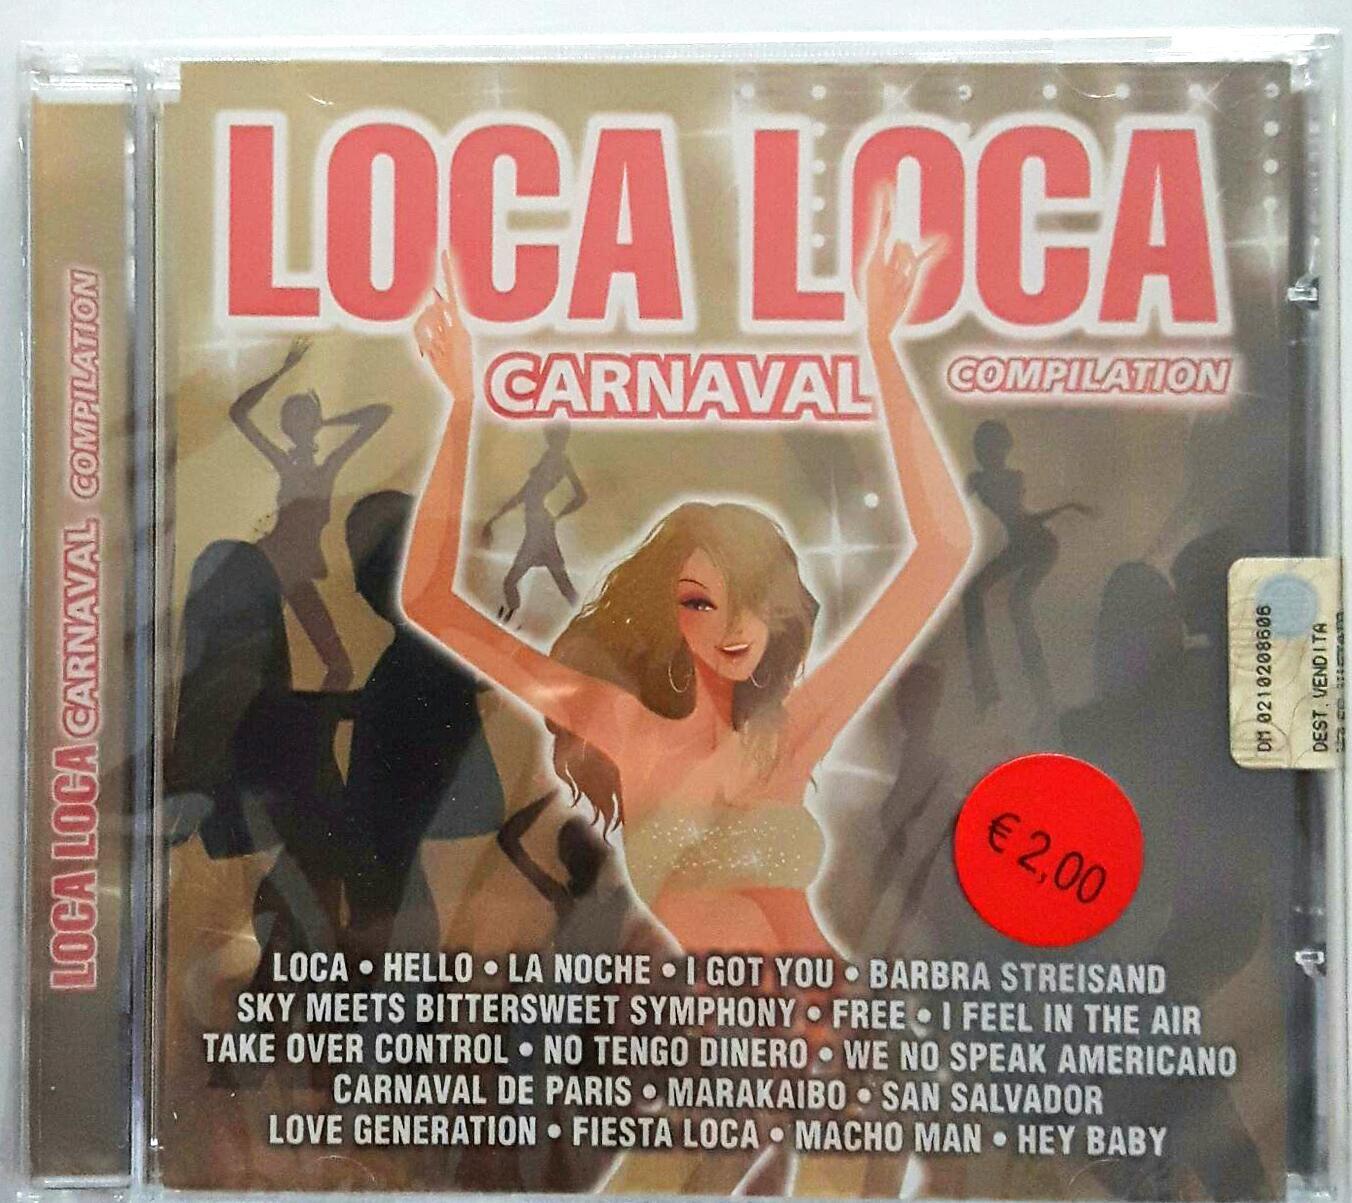 LOCA LOCA CARNAVAL COMPILATION
LOCA LOCA
CARNAVAL
COMPILATION
DM 0210208606
DEST. VENDITA
€ 2,00
LOCA • HELLO • LA NOCHE • I GOT YOU • BARBRA STREISAND
SKY MEETS BITTERSWEET SYMPHONY • FREE • I FEEL IN THE AIR
TAKE OVER CONTROL • NO TENGO DINERO • WE NO SPEAK AMERICANO
CARNAVAL DE PARIS • MARAKAIBO • SAN SALVADOR
LOVE GENERATION • FIESTA LOCA • MACHO MAN • HEY BABY